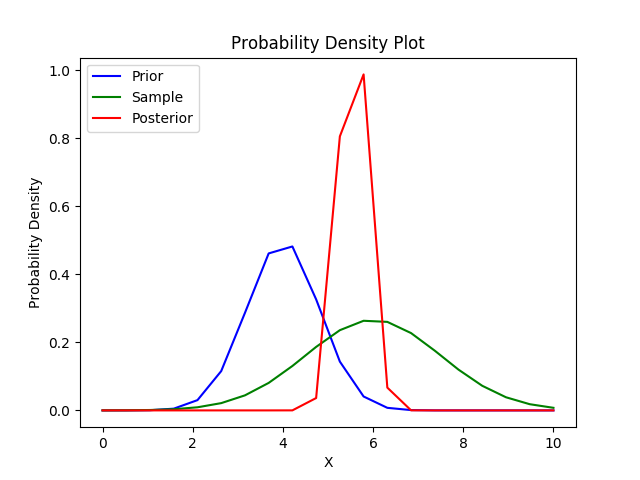 Probability Density Plot
Prior
Sample
Posterior
1.0
0.8
0.6
0.4
0.2
0.0
Probability Density
0 2 4 6 8 10
X